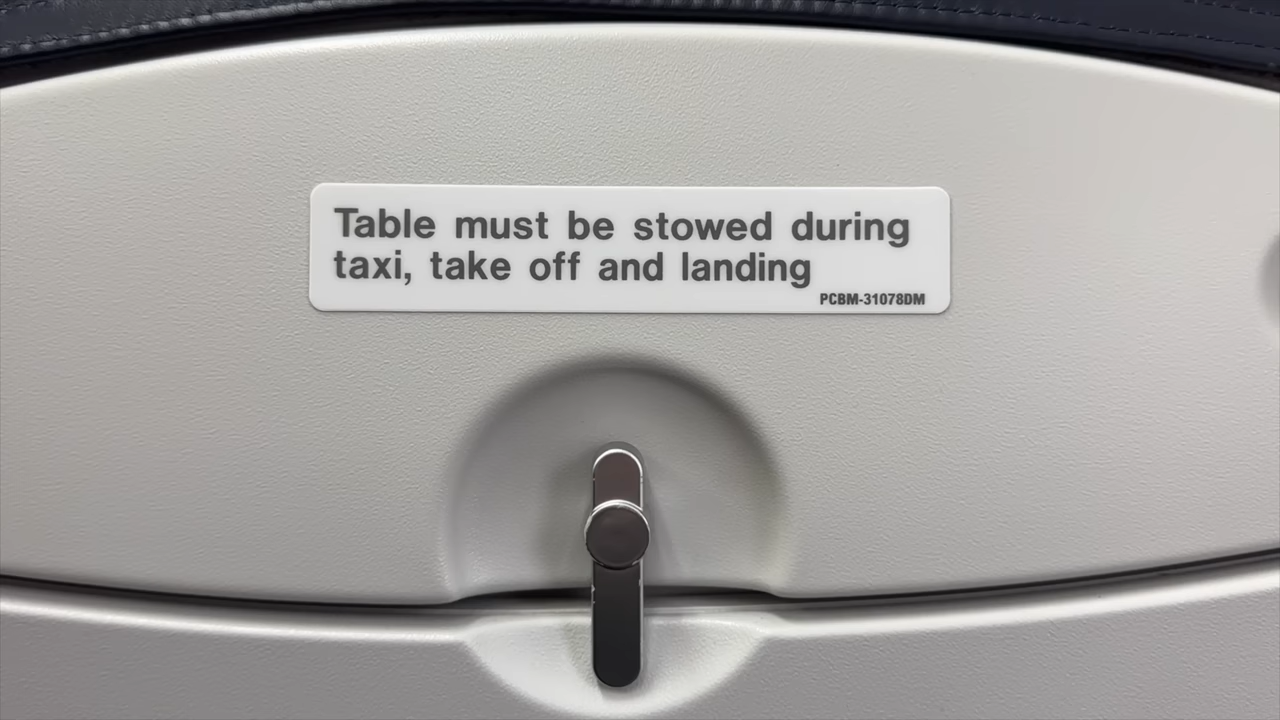 Table must be stowed during
taxi, take off and landing
PCBM-31078DM